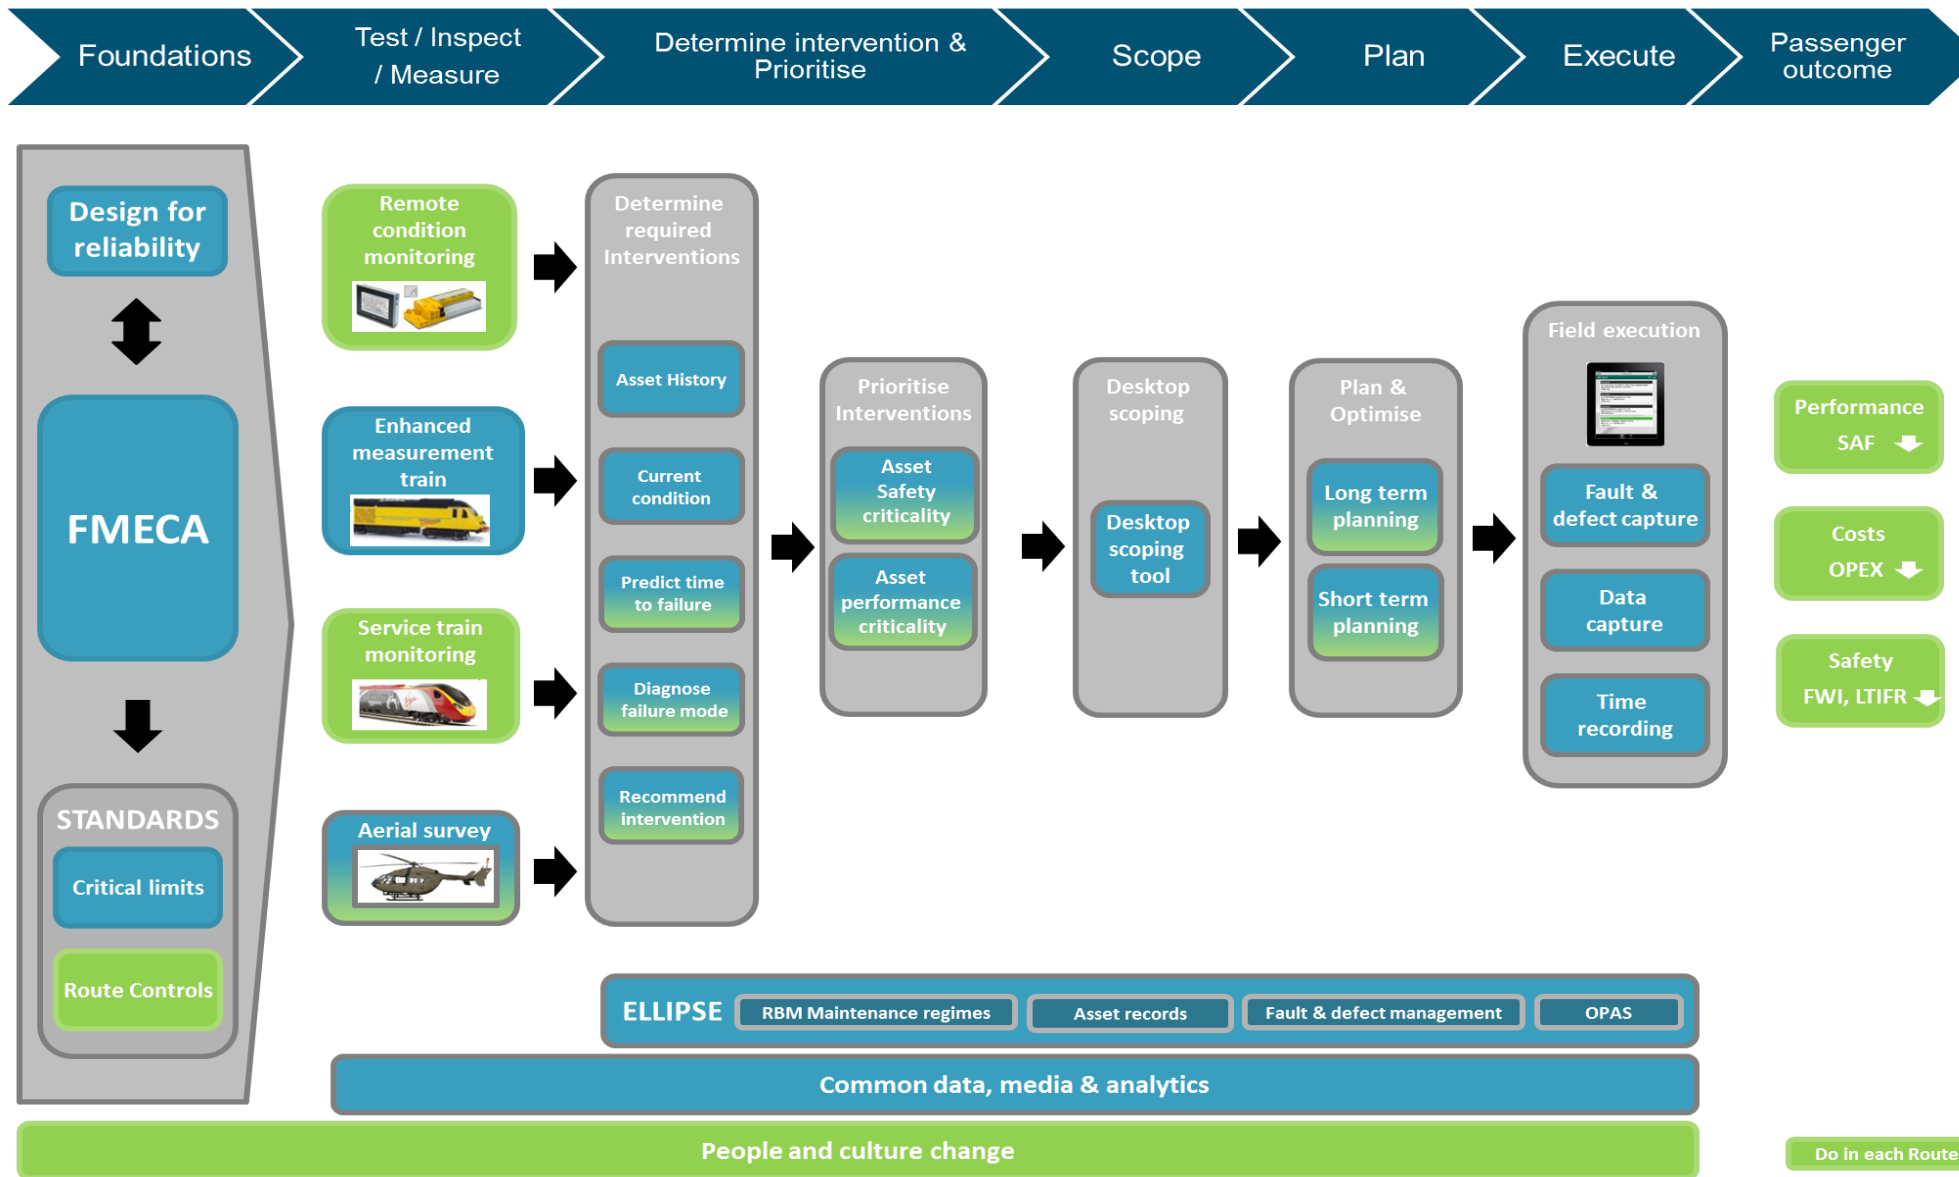 Foundations
Test / Inspect
/ Measure
Determine intervention &
Prioritise
Scope
Plan
Execute
Passenger
outcome
Design for
reliability
FMECA
STANDARDS
Critical limits
Route Controls
Remote
condition
monitoring
Enhanced
measurement
train
Service train
monitoring
Aerial survey
Determine
required
Interventions
Asset History
Current
condition
Predict time
to failure
Diagnose
failure mode
Recommend
intervention
Prioritise
Interventions
Asset
Safety
criticality
Asset
performance
criticality
Desktop
scoping
Desktop
scoping
tool
Plan &
Optimise
Long term
planning
Short term
planning
Field execution
Fault &
defect capture
Data
capture
Time
recording
Performance
SAF
Costs
OPEX
Safety
FWI, LTIFR
ELLIPSE
RBM Maintenance regimes
Asset records
Fault & defect management
OPAS
Common data, media & analytics
People and culture change
Do in each Route